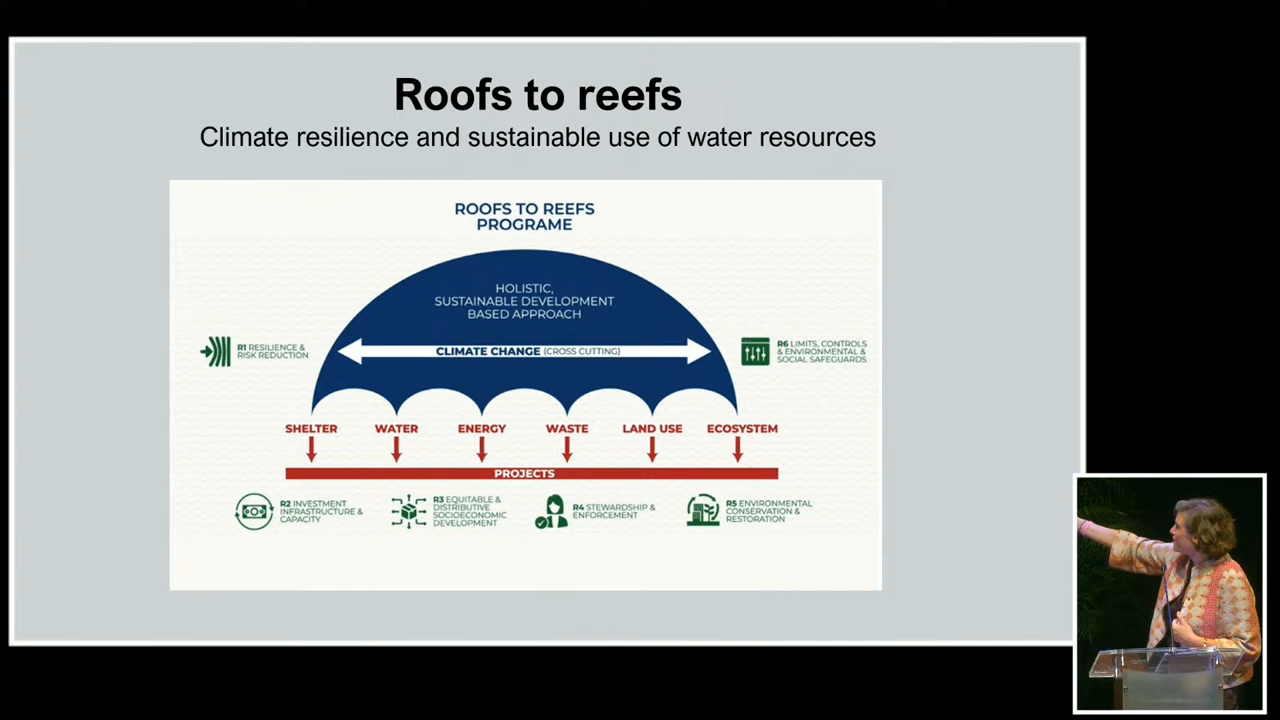 Roofs to reefs
Climate resilience and sustainable use of water resources
ROOFS TO REEFS
PROGRAME
HOLISTIC,
SUSTAINABLE DEVELOPMENT
BASED APPROACH
R1 RESILIENCE &
RISK REDUCTION
CLIMATE CHANGE (CROSS CUTTING)
R6 LIMITS, CONTROLS
& ENVIRONMENTAL &
SOCIAL SAFEGUARDS
SHELTER
WATER
ENERGY
WASTE
LAND USE
ECOSYSTEM
PROJECTS
R2 INVESTMENT
INFRASTRUCTURE &
CAPACITY
R3 EQUITABLE &
DISTRIBUTIVE
SOCIOECONOMIC
DEVELOPMENT
R4 STEWARDSHIP &
ENFORCEMENT
R5 ENVIRONMENTAL
CONSERVATION &
RESTORATION